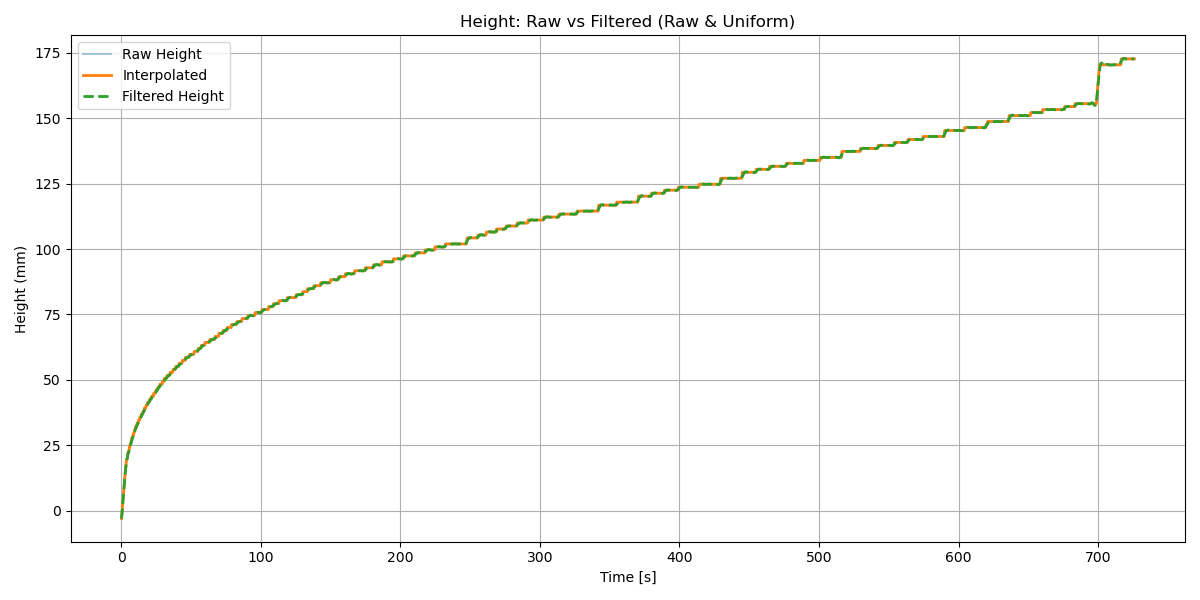 Height: Raw vs Filtered (Raw & Uniform)
Raw Height
Interpolated
Filtered Height
Height (mm)
175
150
125
100
75
50
25
0
0 100 200 300 400 500 600 700
Time [s]